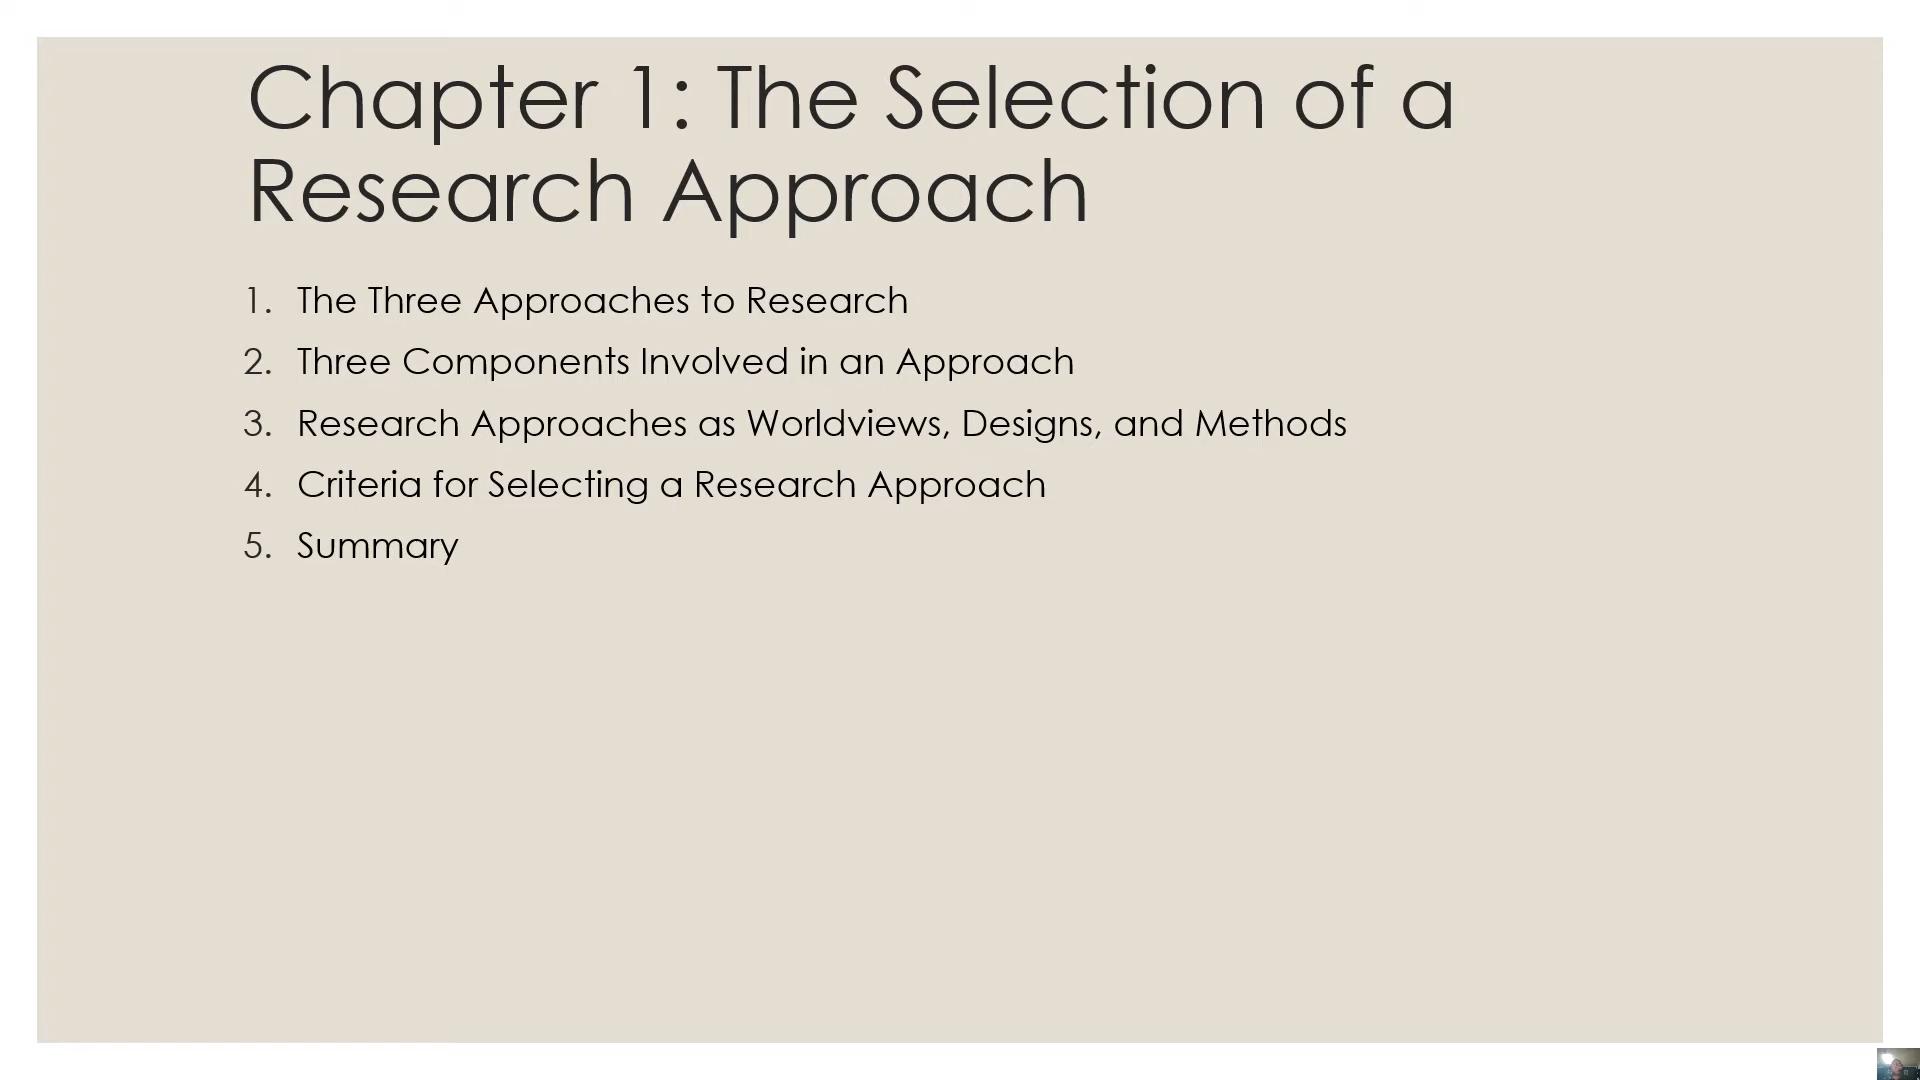 Chapter 1: The Selection of a
Research Approach
1. The Three Approaches to Research
2. Three Components Involved in an Approach
3. Research Approaches as Worldviews, Designs, and Methods
4. Criteria for Selecting a Research Approach
5. Summary